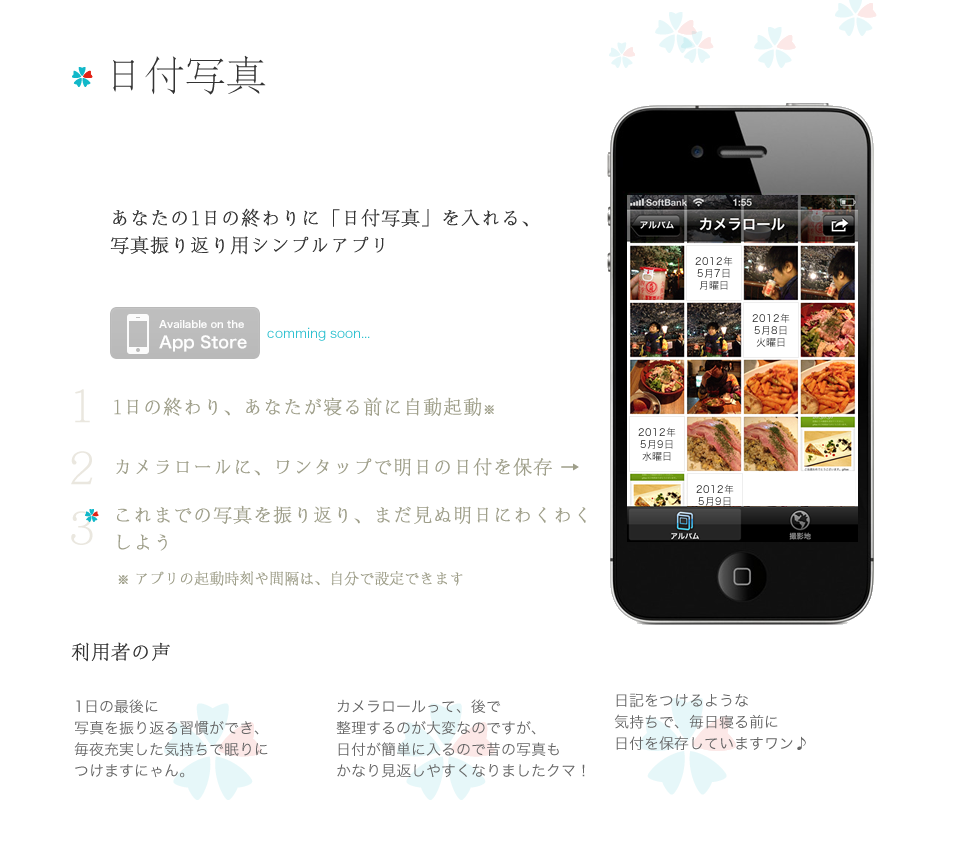 日付写真
あなたの1日の終わりに「日付写真」を入れる、
写真振り返り用シンプルアプリ
Available on the
App Store
comming soon...
1
1日の終わり、あなたが寝る前に自動起動※
2
カメラロールに、ワンタップで明日の日付を保存 →
3
これまでの写真を振り返り、まだ見ぬ明日にわくわく
しよう
※ アプリの起動時刻や間隔は、自分で設定できます
SoftBank 1:55
アルバム カメラロール
2012年
5月7日
月曜日
2012年
5月8日
火曜日
2012年
5月9日
水曜日
2012年
5月9日
アルバム 撮影地
利用者の声
1日の最後に
写真を振り返る習慣ができ、
毎夜充実した気持ちで眠りに
つけますにゃん。
カメラロールって、後で
整理するのが大変なのですが、
日付が簡単に入るので昔の写真も
かなり見返しやすくなりましたクマ！
日記をつけるような
気持ちで、毎日寝る前に
日付を保存していますワン♪